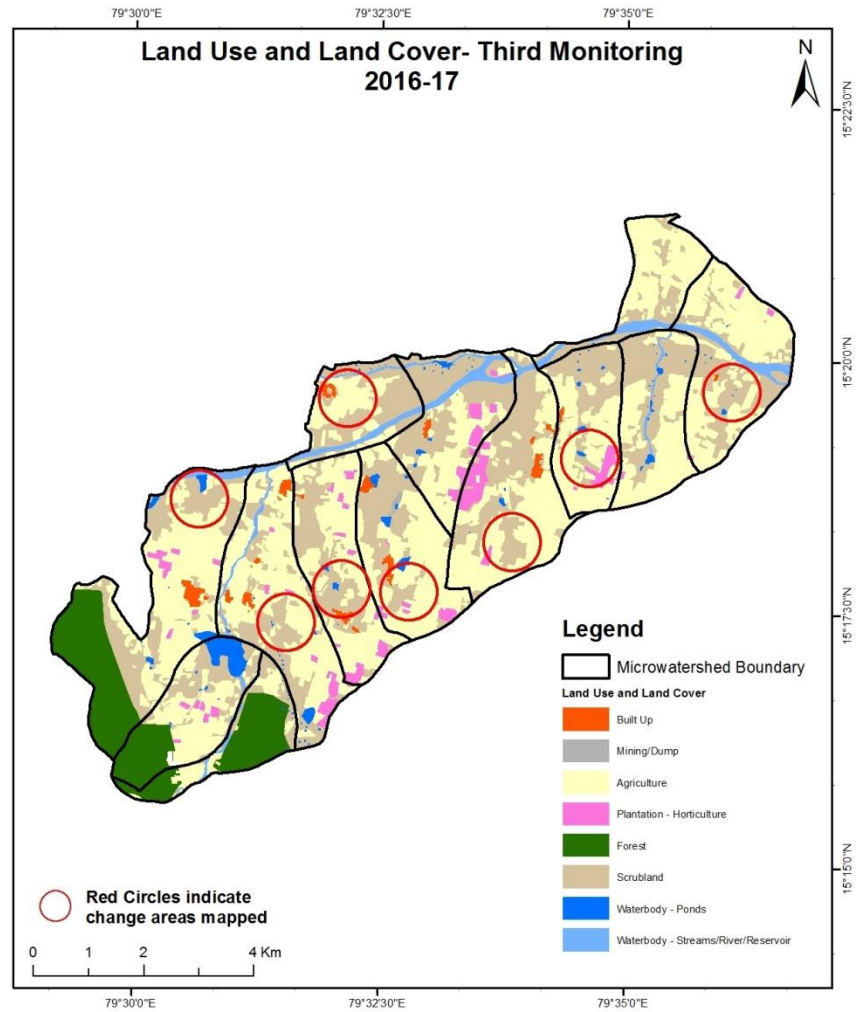 79°30'0"E 79°32'30"E 79°35'0"E
Land Use and Land Cover- Third Monitoring
2016-17
N
15°22'30"N
15°20'0"N
15°17'30"N
15°15'0"N
Legend
Microwatershed Boundary
Land Use and Land Cover
Built Up
Mining/Dump
Agriculture
Plantation - Horticulture
Forest
Scrubland
Waterbody - Ponds
Waterbody - Streams/River/Reservoir
Red Circles indicate
change areas mapped
0 1 2 4 Km
79°30'0"E 79°32'30"E 79°35'0"E